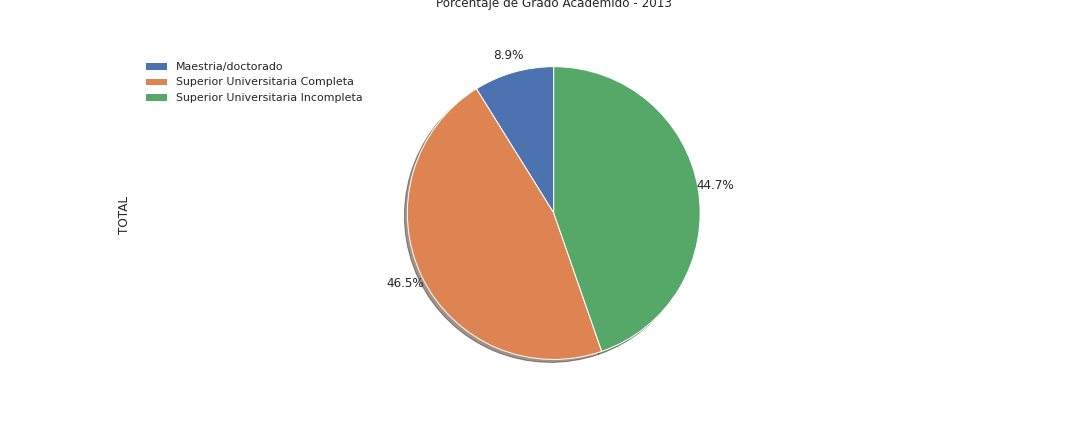 Porcentaje de Grado Academido - 2013
8.9%
Maestria/doctorado
Superior Universitaria Completa
Superior Universitaria Incompleta
44.7%
TOTAL
46.5%